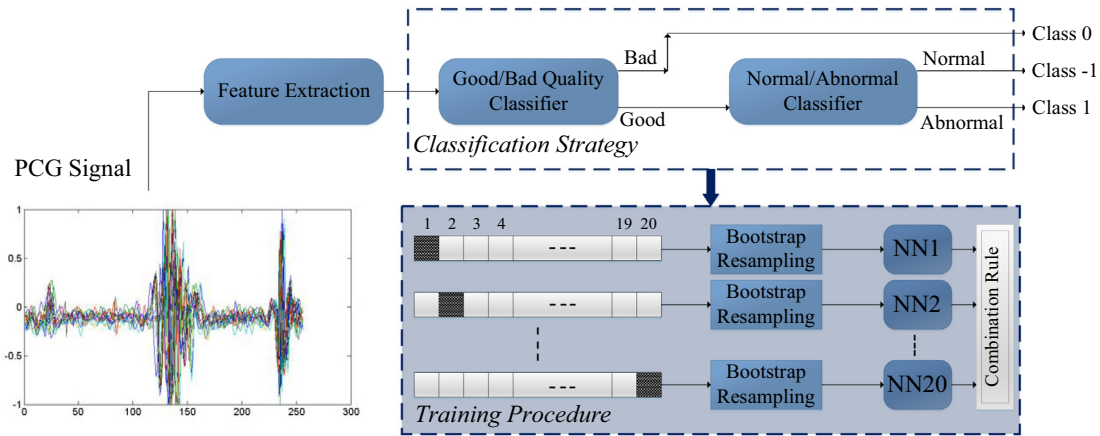 PCG Signal
Feature Extraction
Good/Bad Quality
Classifier
Bad
Good
Normal/Abnormal
Classifier
Normal
Abnormal
Class 0
Class -1
Class 1
Classification Strategy
1
0.5
0
-0.5
-1
0 50 100 150 200 250 300
1 2 3 4 19 20
Bootstrap
Resampling
NN1
Bootstrap
Resampling
NN2
Bootstrap
Resampling
NN20
Combination Rule
Training Procedure